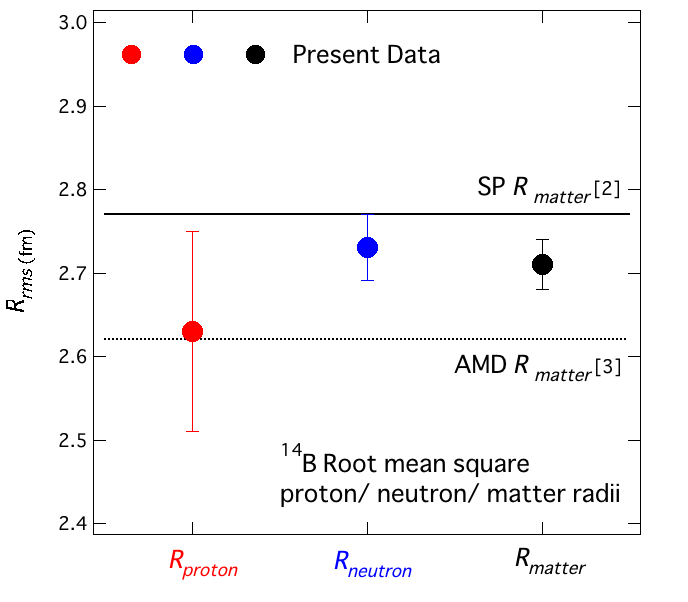 3.0
Present Data
2.9
2.8
SP R matter [2]
2.7
R rms (fm)
2.6
AMD R matter [3]
2.5
14B Root mean square
proton/ neutron/ matter radii
2.4
Rproton Rneutron Rmatter